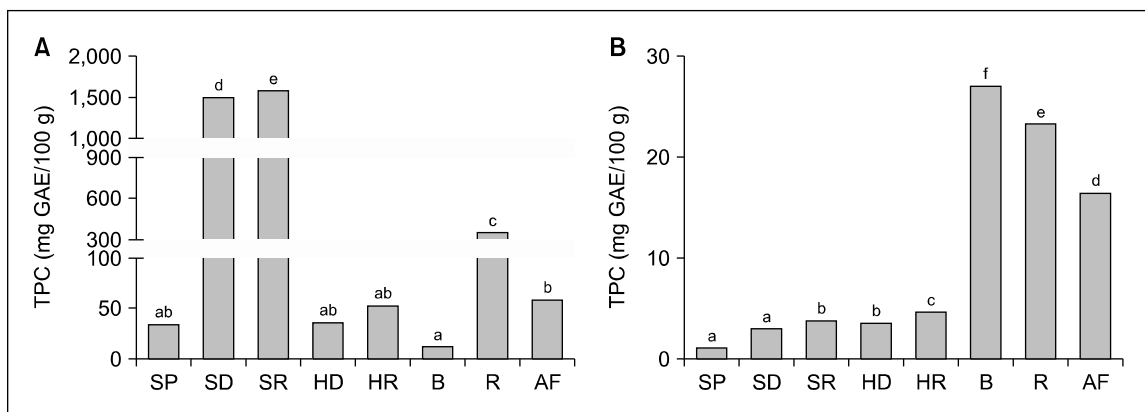 A
TPC (mg GAE/100 g)
2,000
1,500
1,000
900
600
300
100
50
0
ab
d
e
ab
ab
a
c
b
SP SD SR HD HR B R AF
B
TPC (mg GAE/100 g)
30
20
10
0
a
a
b
b
c
f
e
d
SP SD SR HD HR B R AF